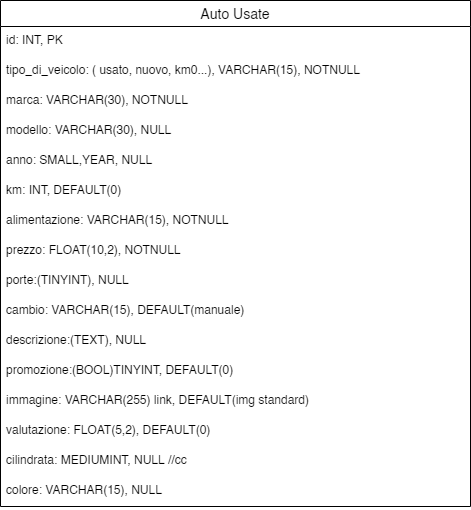 Auto Usate
id: INT, PK
tipo_di_veicolo: ( usato, nuovo, km0...), VARCHAR(15), NOTNULL
marca: VARCHAR(30), NOTNULL
modello: VARCHAR(30), NULL
anno: SMALL,YEAR, NULL
km: INT, DEFAULT(0)
alimentazione: VARCHAR(15), NOTNULL
prezzo: FLOAT(10,2), NOTNULL
porte:(TINYINT), NULL
cambio: VARCHAR(15), DEFAULT(manuale)
descrizione:(TEXT), NULL
promozione:(BOOL)TINYINT, DEFAULT(0)
immagine: VARCHAR(255) link, DEFAULT(img standard)
valutazione: FLOAT(5,2), DEFAULT(0)
cilindrata: MEDIUMINT, NULL //cc
colore: VARCHAR(15), NULL